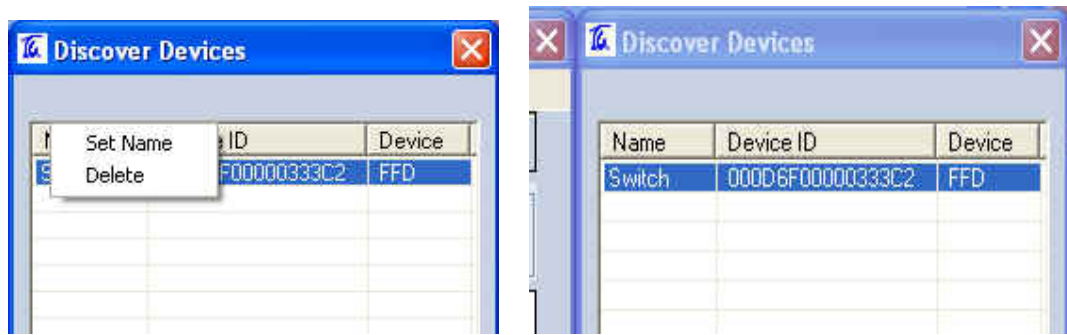 Discover Devices
Set Name
Delete
ID
Device
F00000333C2
FFD
Discover Devices
Name
Device ID
Device
Switch
000D6F00000333C2
FFD